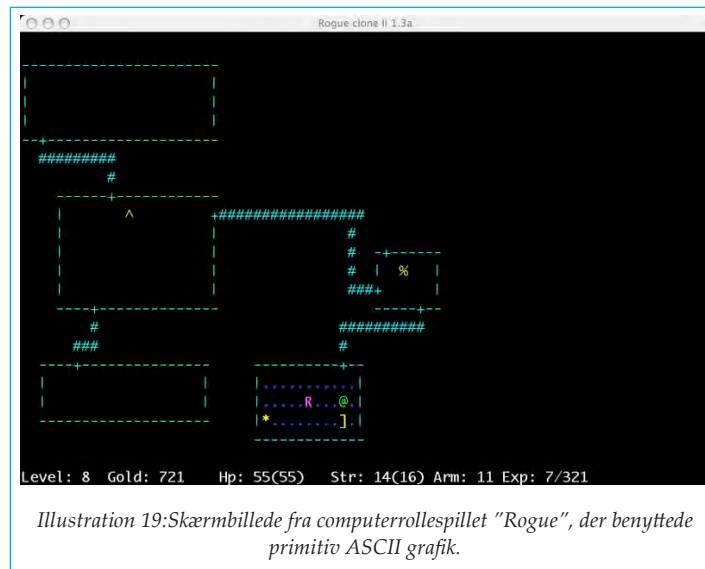 Rogue clone II 1.3a
----------------------
| |
| |
| |
--+-------------------
#########
#
------+------------
| ^ +#################
| | # 
| | # -+------
| | # | % |
| | ###+ |
----+-------------- -----+--
# ##########
### #
----+-------------- ----------+--
| | |...........|
| | |.....R...@.|
------------------- |*........].|
-------------
Level: 8 Gold: 721 Hp: 55(55) Str: 14(16) Arm: 11 Exp: 7/321
Illustration 19:Skærmbillede fra computerrollespillet ”Rogue”, der benyttede
primitiv ASCII grafik.